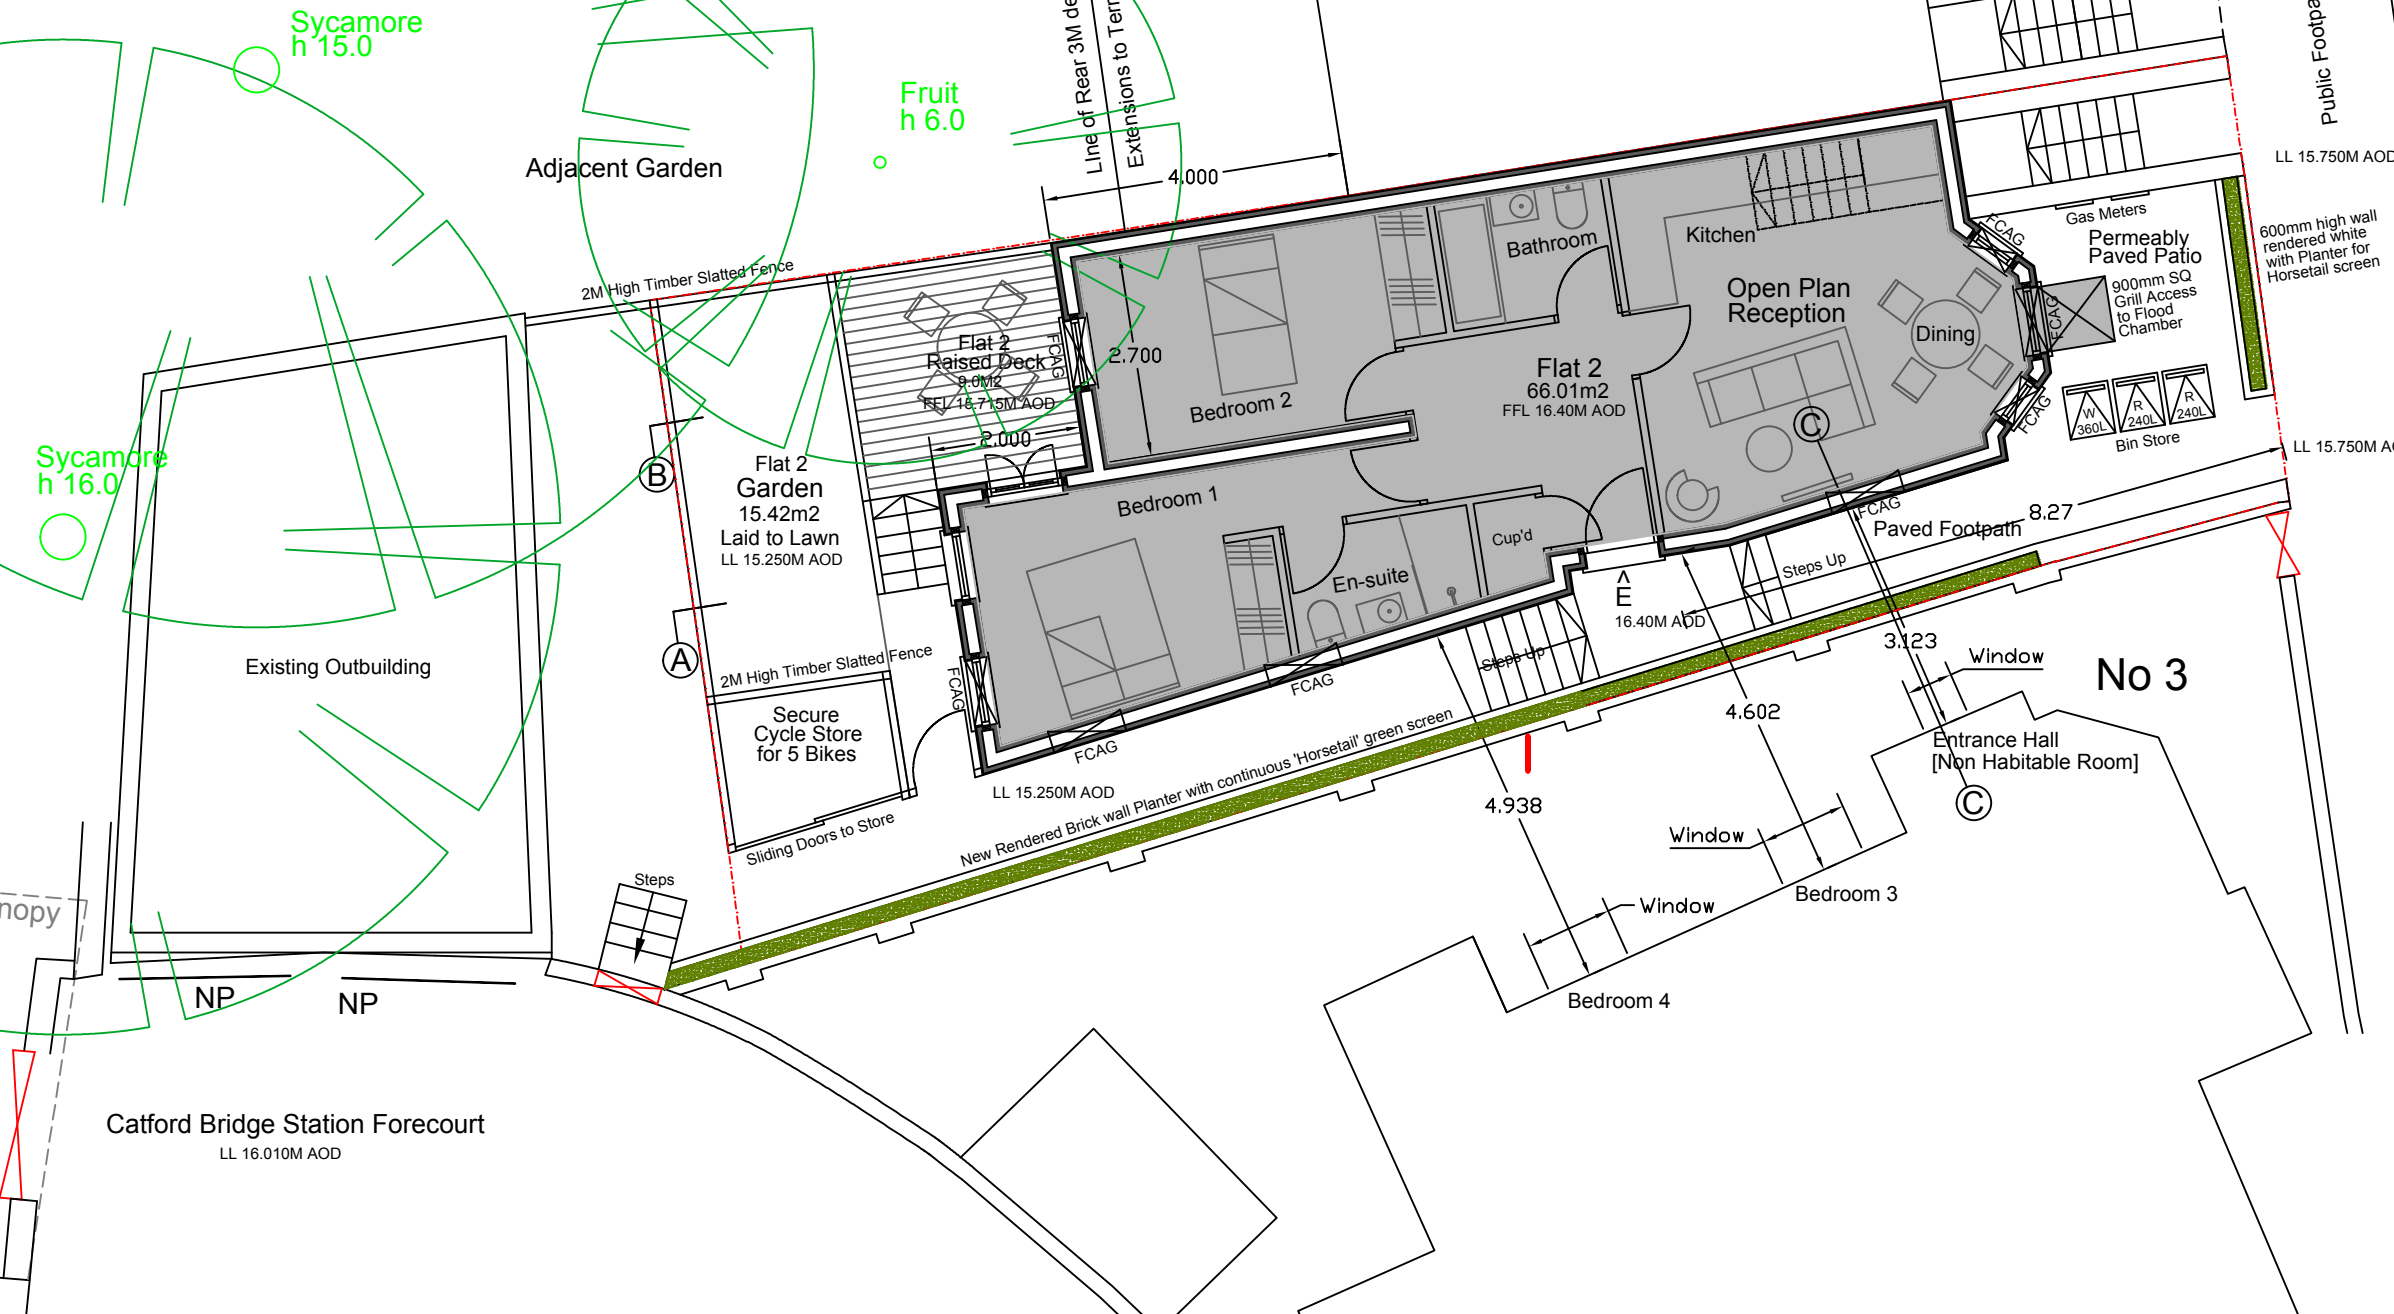 Sycamore
h 15.0
Fruit
h 6.0
Adjacent Garden
LIne of Rear 3M
Extensions to
4.000
Public
LL 15.750M AOD
Gas Meters
Permeably
Paved Patio
900mm SQ
Grill Access
to Flood
Chamber
600mm high wall
rendered white
with Planter for
Horsetail screen
FCAG
FCAG
FCAG
W
360L
R
240L
R
240L
Bin Store
LL 15.750M
8.27
Kitchen
Bathroom
Open Plan
Reception
Dining
Flat 2
66.01m2
FFL 16.40M AOD
2.700
Bedroom 2
Bedroom 1
2M High Timber Slatted Fence
Flat 2
Raised Deck
9.0M2
FFL 15.715M AOD
FCAG
2.000
B
Flat 2
Garden
15.42m2
Laid to Lawn
LL 15.250M AOD
A
2M High Timber Slatted Fence
Secure
Cycle Store
for 5 Bikes
Sliding Doors to Store
FCAG
FCAG
FCAG
FCAG
LL 15.250M AOD
En-suite
Cup'd
C
Paved Footpath
Steps Up
Steps Up
E
16.40M AOD
New Rendered Brick wall Planter with continuous 'Horsetail' green screen
3.123
4.602
4.938
Window
Window
Window
No 3
Entrance Hall
[Non Habitable Room]
C
Bedroom 3
Bedroom 4
Sycamore
h 16.0
Existing Outbuilding
Steps
NP
NP
Catford Bridge Station Forecourt
LL 16.010M AOD